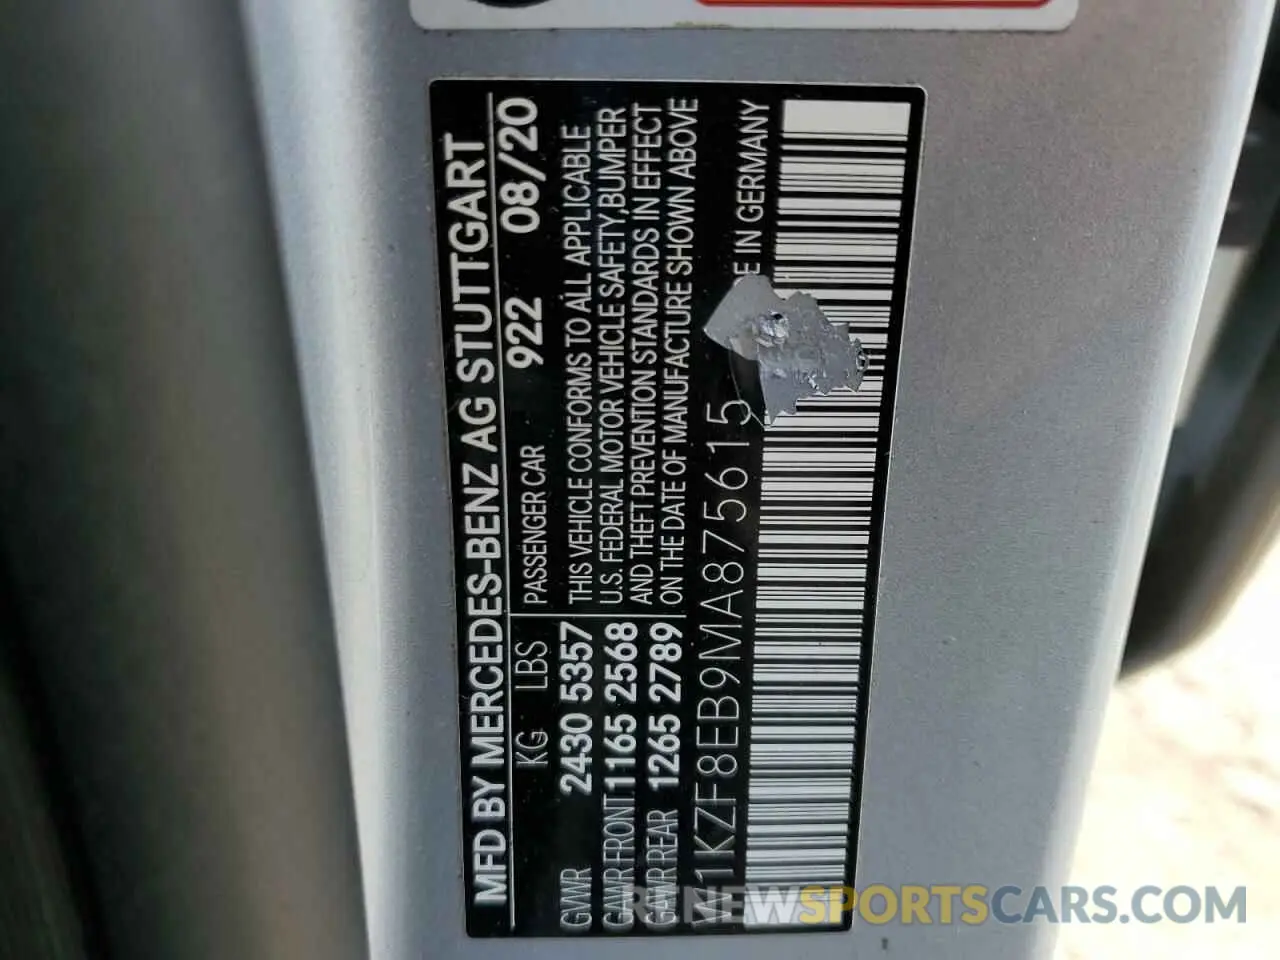 MFD BY MERCEDES-BENZ AG STUTTGART
KG LBS PASSENGER CAR 922 08/20
GVWR 2430 5357
GAWR FRONT 1165 2568
GAWR REAR 1265 2789
THIS VEHICLE CONFORMS TO ALL APPLICABLE
U.S. FEDERAL MOTOR VEHICLE SAFETY,BUMPER
AND THEFT PREVENTION STANDARDS IN EFFECT
ON THE DATE OF MANUFACTURE SHOWN ABOVE
1KZF8EB9MA875615
E IN GERMANY
RENEWSPORTSCARS.COM